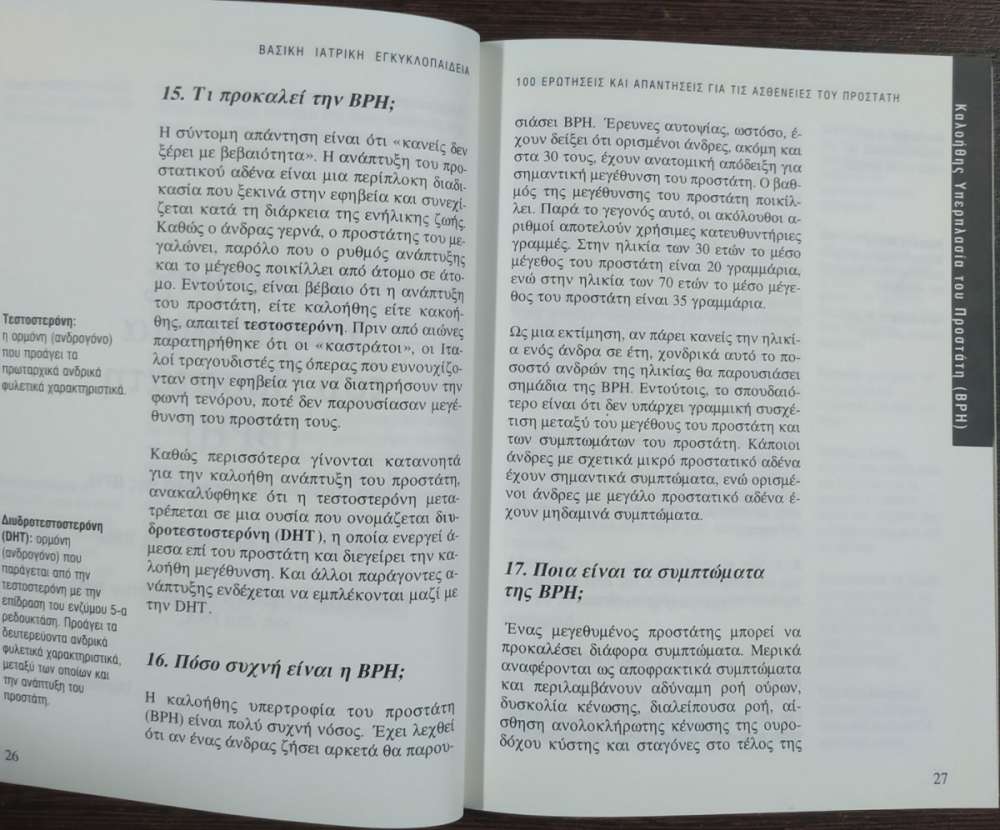 ΒΑΣΙΚΗ ΙΑΤΡΙΚΗ ΕΓΚΥΚΛΟΠΑΙΔΕΙΑ
15. Τι προκαλεί την BPH;
Η σύντομη απάντηση είναι ότι «κανείς δεν
ξέρει με βεβαιότητα». Η ανάπτυξη του προ-
στατικού αδένα είναι μια περίπλοκη διαδι-
κασία που ξεκινά στην εφηβεία και συνεχί-
ζεται κατά τη διάρκεια της ενήλικης ζωής.
Καθώς ο άνδρας γερνά, ο προστάτης του με-
γαλώνει, παρόλο που ο ρυθμός ανάπτυξης
και το μέγεθος ποικίλλει από άτομο σε άτο-
μο. Εντούτοις, είναι βέβαιο ότι η ανάπτυξη
του προστάτη, είτε καλοήθης είτε κακοή-
θης, απαιτεί τεστοστερόνη. Πριν από αιώνες
παρατηρήθηκε ότι οι «καστράτοι», οι Ιτα-
λοί τραγουδιστές της όπερας που ευνουχίζο-
νταν στην εφηβεία για να διατηρήσουν την
φωνή τενόρου, ποτέ δεν παρουσίασαν μεγέ-
θυνση του προστάτη τους.
Καθώς περισσότερα γίνονται κατανοητά
για την καλοήθη ανάπτυξη του προστάτη,
ανακαλύφθηκε ότι η τεστοστερόνη μετα-
τρέπεται σε μια ουσία που ονομάζεται διυ-
δροτεστοστερόνη (DHT), η οποία ενεργεί ά-
μεσα επί του προστάτη και διεγείρει την κα-
λοήθη μεγέθυνση. Και άλλοι παράγοντες α-
νάπτυξης ενδέχεται να εμπλέκονται μαζί με
την DHT.
16. Πόσο συχνή είναι η BPH;
Η καλοήθης υπερτροφία του προστάτη
(BPH) είναι πολύ συχνή νόσος. Έχει λεχθεί
ότι αν ένας άνδρας ζήσει αρκετά θα παρου-
Τεστοστερόνη:
η ορμόνη (ανδρογόνο)
που προάγει τα
πρωταρχικά ανδρικά
φυλετικά χαρακτηριστικά.
Διυδροτεστοστερόνη
(DHT): ορμόνη
(ανδρογόνο) που
παράγεται από την
τεστοστερόνη με την
επίδραση του ενζύμου 5-α
ρεδουκτάση. Προάγει τα
δευτερεύοντα ανδρικά
φυλετικά χαρακτηριστικά,
μεταξύ των οποίων και
την ανάπτυξη του
προστάτη.
26
100 ΕΡΩΤΗΣΕΙΣ ΚΑΙ ΑΠΑΝΤΗΣΕΙΣ ΓΙΑ ΤΙΣ ΑΣΘΕΝΕΙΕΣ ΤΟΥ ΠΡΟΣΤΑΤΗ
σιάσει BPH. Έρευνες αυτοψίας, ωστόσο, έ-
χουν δείξει ότι ορισμένοι άνδρες, ακόμη και
στα 30 τους, έχουν ανατομική απόδειξη για
σημαντική μεγέθυνση του προστάτη. Ο βαθ-
μός της μεγέθυνσης του προστάτη ποικίλ-
λει. Παρά το γεγονός αυτό, οι ακόλουθοι α-
ριθμοί αποτελούν χρήσιμες κατευθυντήριες
γραμμές. Στην ηλικία των 30 ετών το μέσο
μέγεθος του προστάτη είναι 20 γραμμάρια,
ενώ στην ηλικία των 70 ετών το μέσο μέγε-
θος του προστάτη είναι 35 γραμμάρια.
Ως μια εκτίμηση, αν πάρει κανείς την ηλικί-
α ενός άνδρα σε έτη, χονδρικά αυτό το πο-
σοστό ανδρών της ηλικίας θα παρουσιάσει
σημάδια της BPH. Εντούτοις, το σπουδαιό-
τερο είναι ότι δεν υπάρχει γραμμική συσχέ-
τιση μεταξύ του μεγέθους του προστάτη και
των συμπτωμάτων του προστάτη. Κάποιοι
άνδρες με σχετικά μικρό προστατικό αδένα
έχουν σημαντικά συμπτώματα, ενώ ορισμέ-
νοι άνδρες με μεγάλο προστατικό αδένα έ-
χουν μηδαμινά συμπτώματα.
17. Ποια είναι τα συμπτώματα
της BPH;
Ένας μεγεθυμένος προστάτης μπορεί να
προκαλέσει διάφορα συμπτώματα. Μερικά
αναφέρονται ως αποφρακτικά συμπτώματα
και περιλαμβάνουν αδύναμη ροή ούρων,
δυσκολία κένωσης, διαλείπουσα ροή, αί-
σθηση ανολοκλήρωτης κένωσης της ουρο-
δόχου κύστης και σταγόνες στο τέλος της
Καλοήθης Υπερπλασία του Προστάτη (BPH)
27